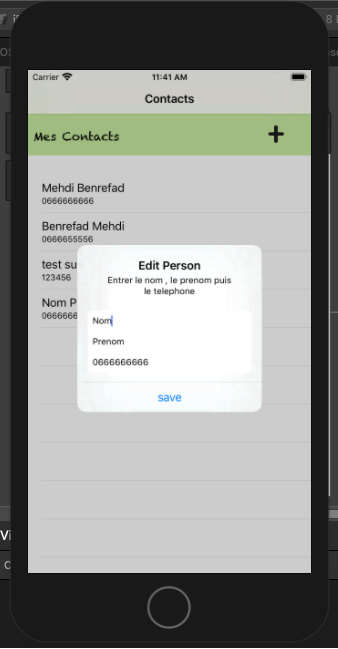 Carrier 11:41 AM
Contacts
Mes Contacts
Mehdi Benrefad
0666666666
Benrefad Mehdi
0666655556
test su
123456
Nom P
0666666
Edit Person
Entrer le nom , le prenom puis
le telephone
Nom
Prenom
0666666666
save